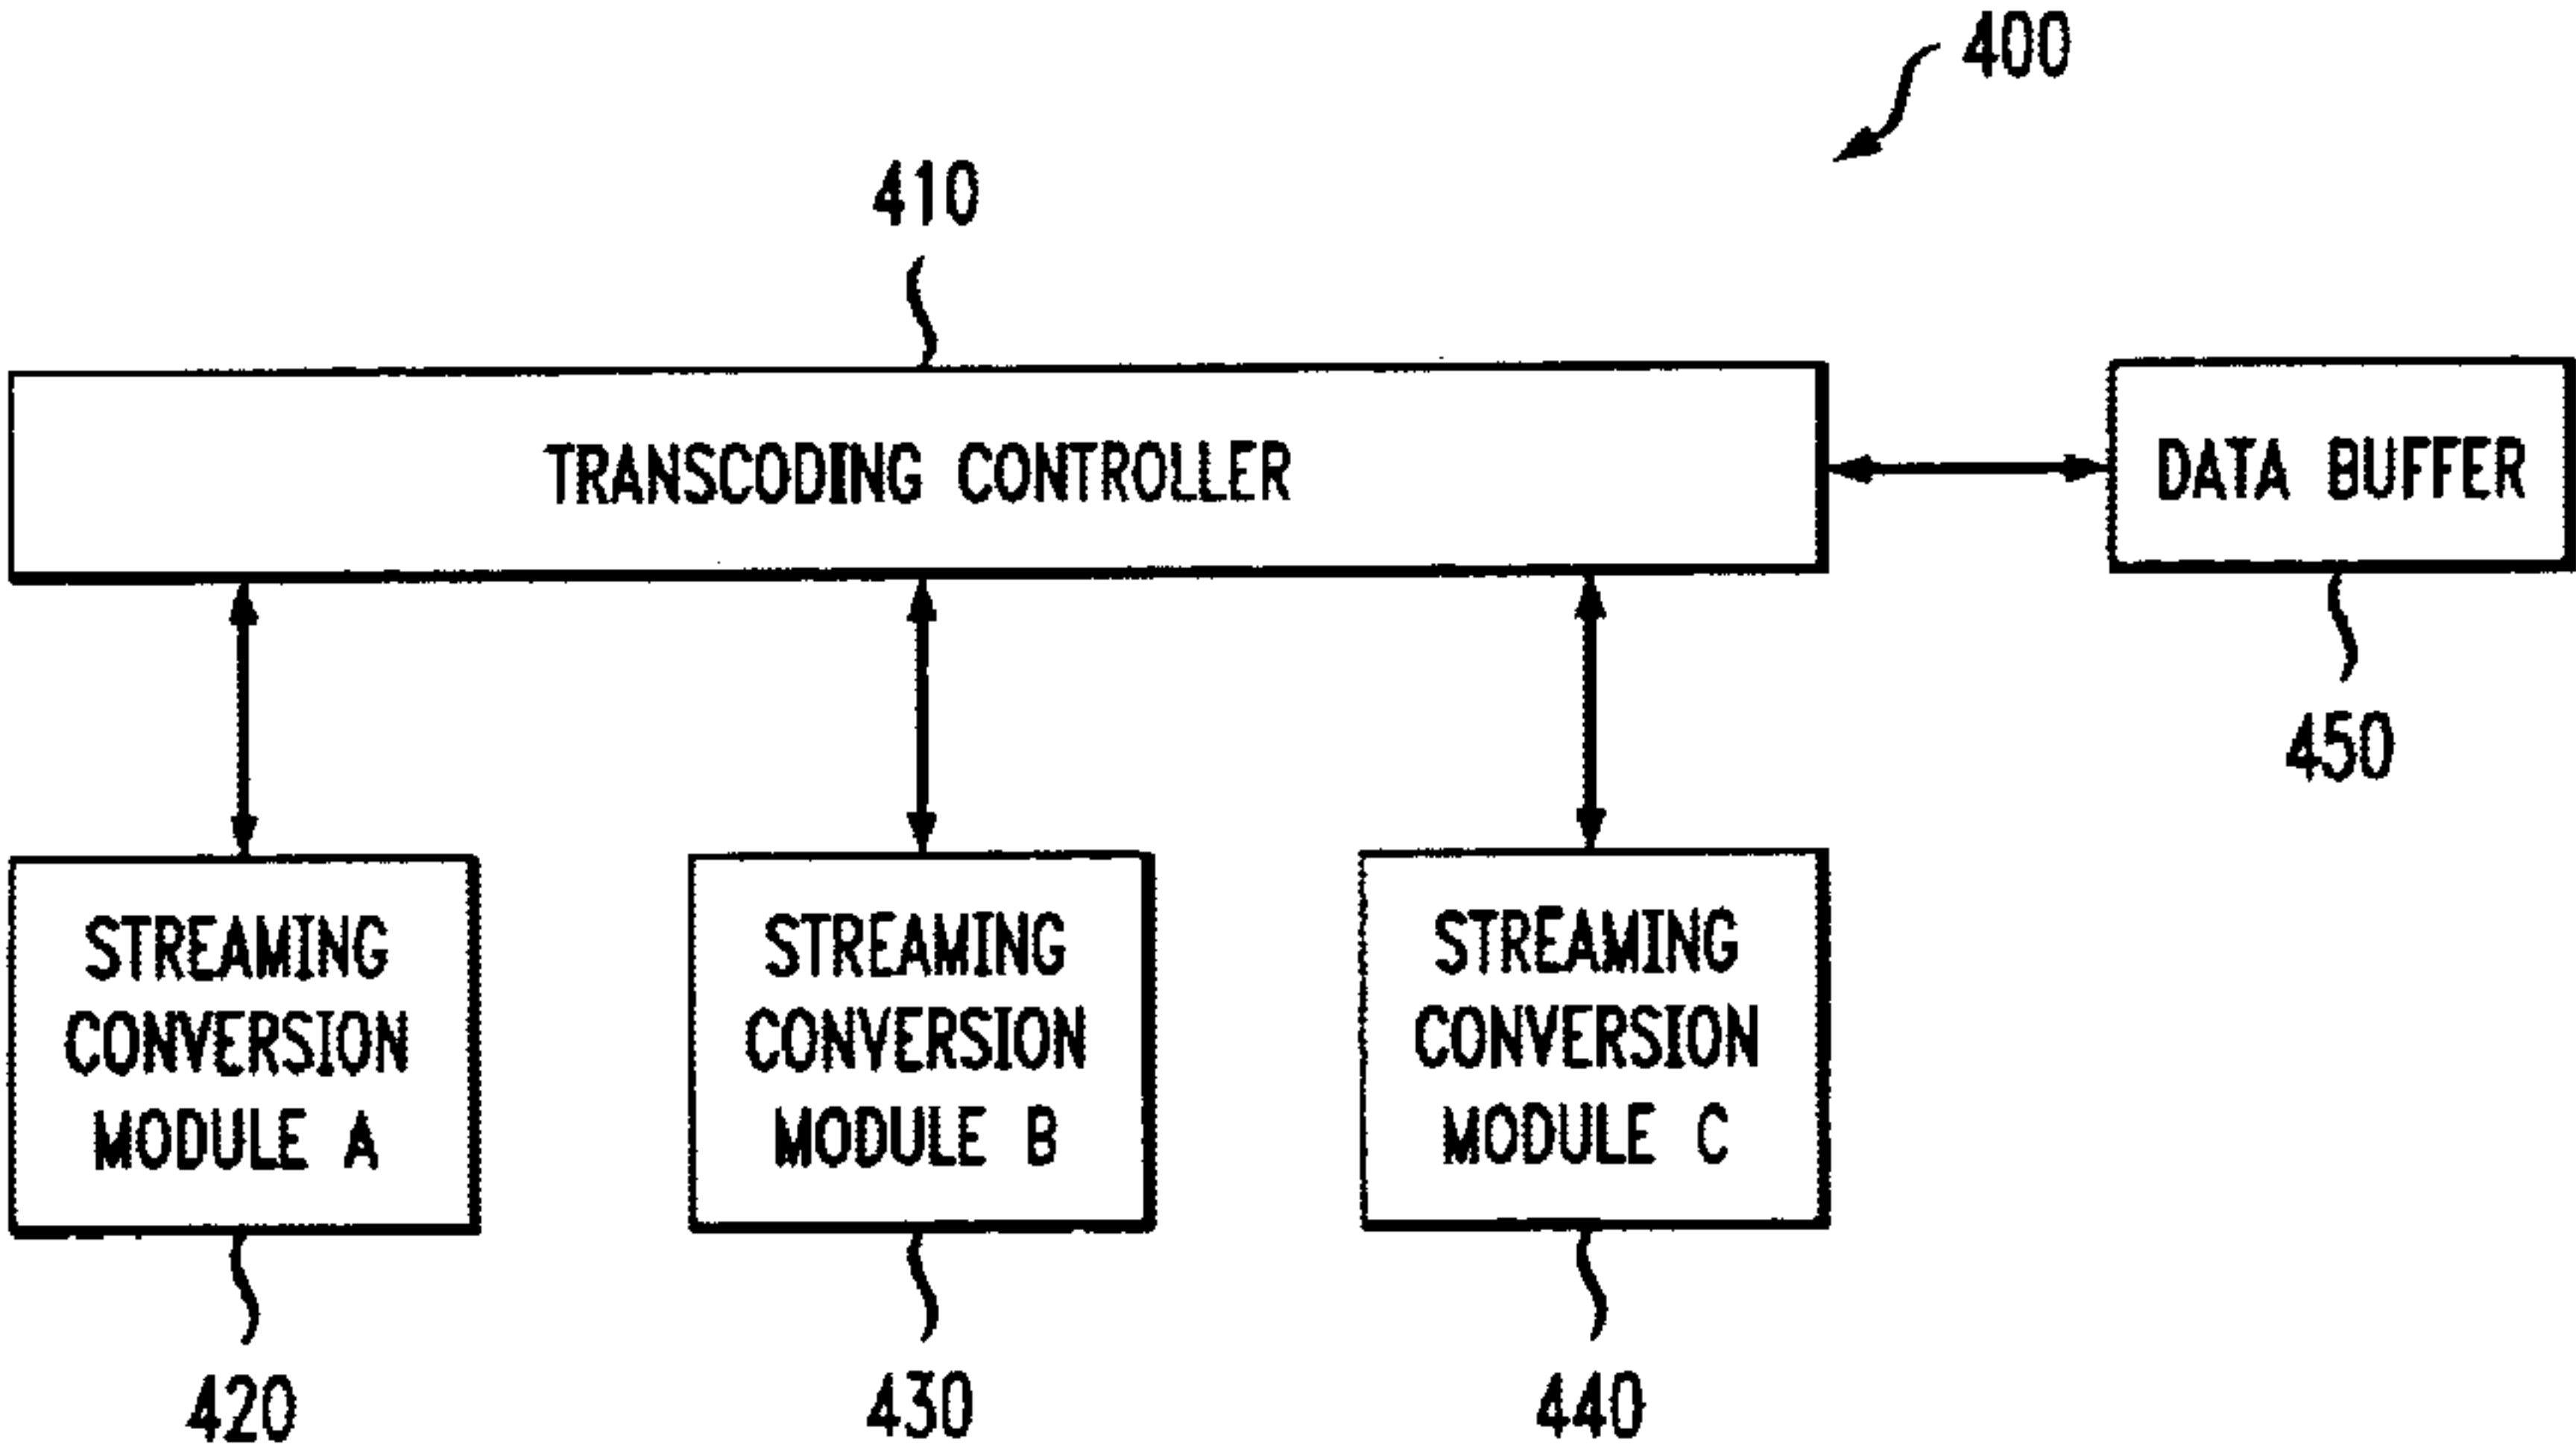 400
410
TRANSCODING CONTROLLER
DATA BUFFER
450
STREAMING
CONVERSION
MODULE A
STREAMING
CONVERSION
MODULE B
STREAMING
CONVERSION
MODULE C
420
430
440